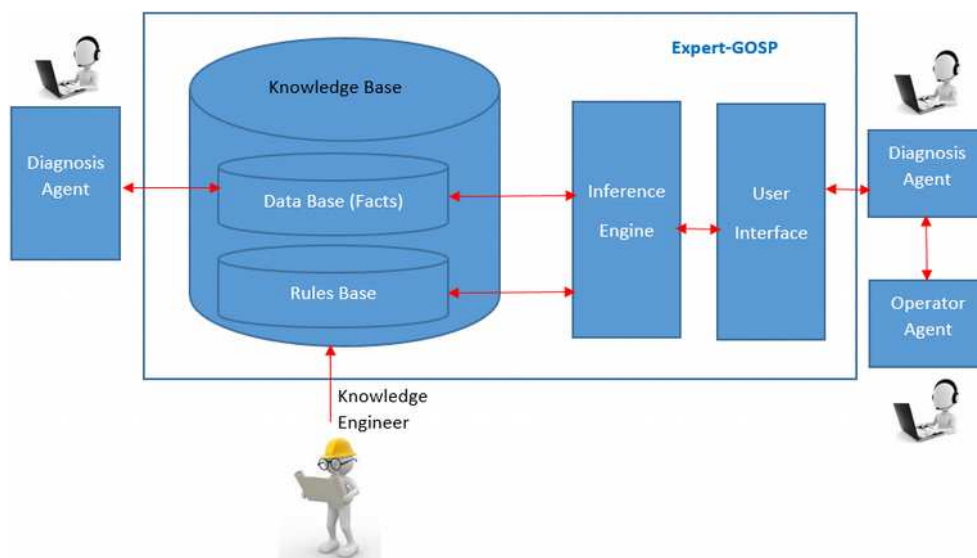 Expert-GOSP
Knowledge Base
Diagnosis
Agent
Data Base (Facts)
Rules Base
Inference
Engine
User
Interface
Diagnosis
Agent
Operator
Agent
Knowledge
Engineer